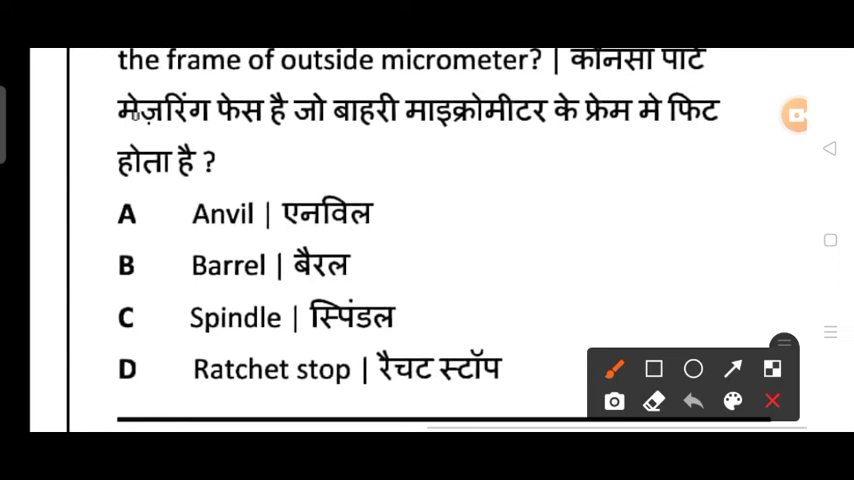 the frame of outside micrometer? | कौनसा पार्ट
मेज़रिंग फेस है जो बाहरी माइक्रोमीटर के फ्रेम मे फिट
होता है ?
A Anvil | एनविल
B Barrel | बैरल
C Spindle | स्पिंडल
D Ratchet stop | रैचट स्टॉप